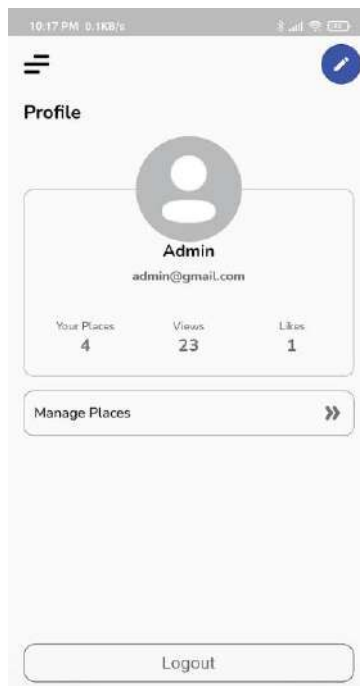 10:17 PM 0.1KB/s
Profile
Admin
admin@gmail.com
Your Places Views Likes
4 23 1
Manage Places
Logout